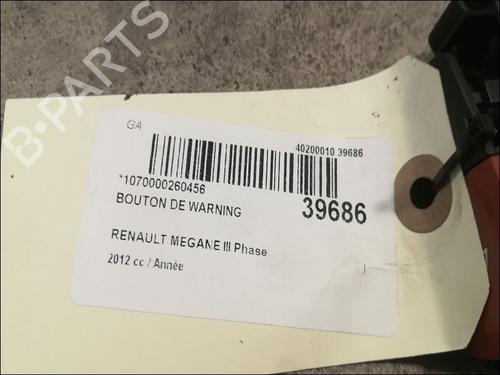 B-PARTS
GA
40200010 39686
*1070000260456
BOUTON DE WARNING
39686
RENAULT MEGANE III Phase
2012 cc / Année